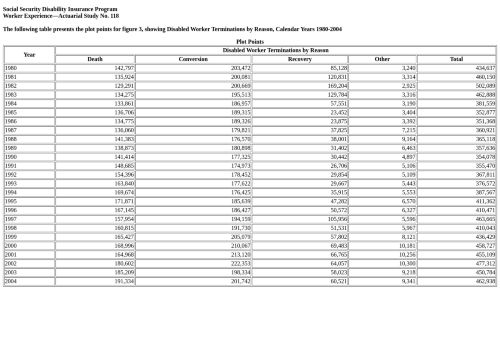 Social Security Disability Insurance Program
Worker Experience—Actuarial Study No. 118
The following table presents the plot points for figure 3, showing Disabled Worker Terminations by Reason, Calendar Years 1980-2004
Plot Points
Year Disabled Worker Terminations by Reason
Death Conversion Recovery Other Total
1980 142,797 203,472 85,128 3,240 434,637
1981 135,924 200,081 120,831 3,314 460,150
1982 129,291 200,669 169,204 2,925 502,089
1983 134,275 195,513 129,784 3,316 462,888
1984 133,861 186,957 57,551 3,190 381,559
1985 136,706 189,315 23,452 3,404 352,877
1986 134,775 189,326 23,875 3,392 351,368
1987 136,060 179,821 37,825 7,215 360,921
1988 141,383 176,570 38,001 9,164 365,118
1989 138,873 180,898 31,402 6,463 357,636
1990 141,414 177,325 30,442 4,897 354,078
1991 148,685 174,973 26,706 5,106 355,470
1992 154,396 178,452 29,854 5,109 367,811
1993 163,840 177,622 29,667 5,443 376,572
1994 169,674 176,425 35,915 5,553 387,567
1995 171,871 185,639 47,282 6,570 411,362
1996 167,145 186,427 50,572 6,327 410,471
1997 157,954 194,159 105,956 5,596 463,665
1998 160,815 191,730 51,531 5,967 410,043
1999 165,427 205,079 57,802 8,121 436,429
2000 168,996 210,067 69,483 10,181 458,727
2001 164,968 213,120 66,765 10,256 455,109
2002 180,602 222,353 64,057 10,300 477,312
2003 185,209 198,334 58,023 9,218 450,784
2004 191,334 201,742 60,521 9,341 462,938